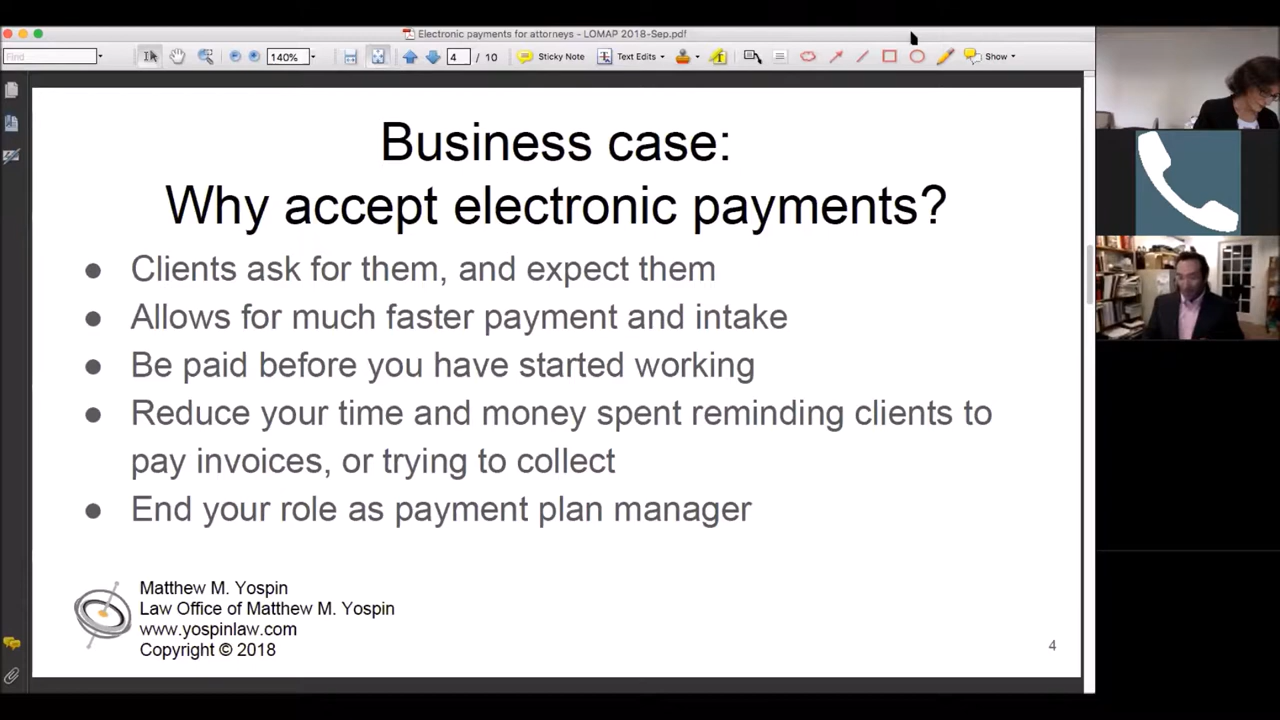 Electronic payments for attorneys - LOMAP 2018-Sep.pdf
Find
140%
4 / 10
Sticky Note
Text Edits
Show
Business case:
Why accept electronic payments?
● Clients ask for them, and expect them
● Allows for much faster payment and intake
● Be paid before you have started working
● Reduce your time and money spent reminding clients to
pay invoices, or trying to collect
● End your role as payment plan manager
Matthew M. Yospin
Law Office of Matthew M. Yospin
www.yospinlaw.com
Copyright © 2018
4